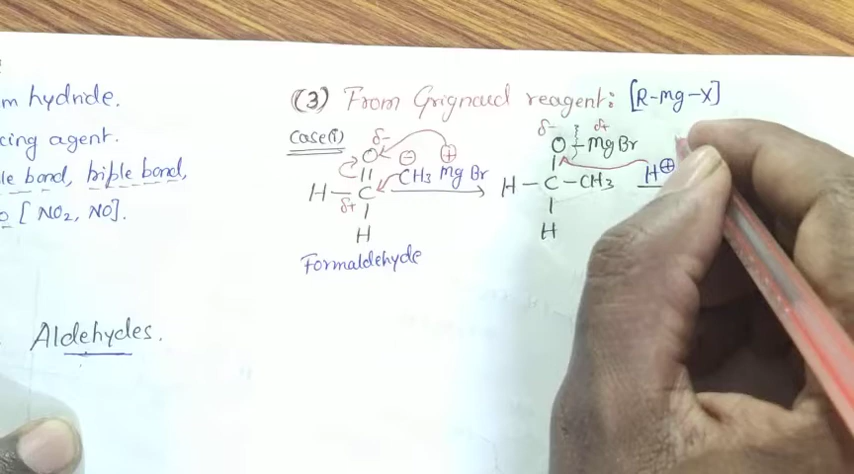 m hydride.
cing agent.
le bond, triple bond,
[NO₂, NO].
Aldehydes.
(3) From Grignard reagent: [R-Mg-X]
Case(i)
δ- ⊖ ⊕
O CH₃ Mg Br
||
H - C
δ+ |
H
Formaldehyde
δ- δ+
O - MgBr
|
H - C - CH₃ H⊕
|
H